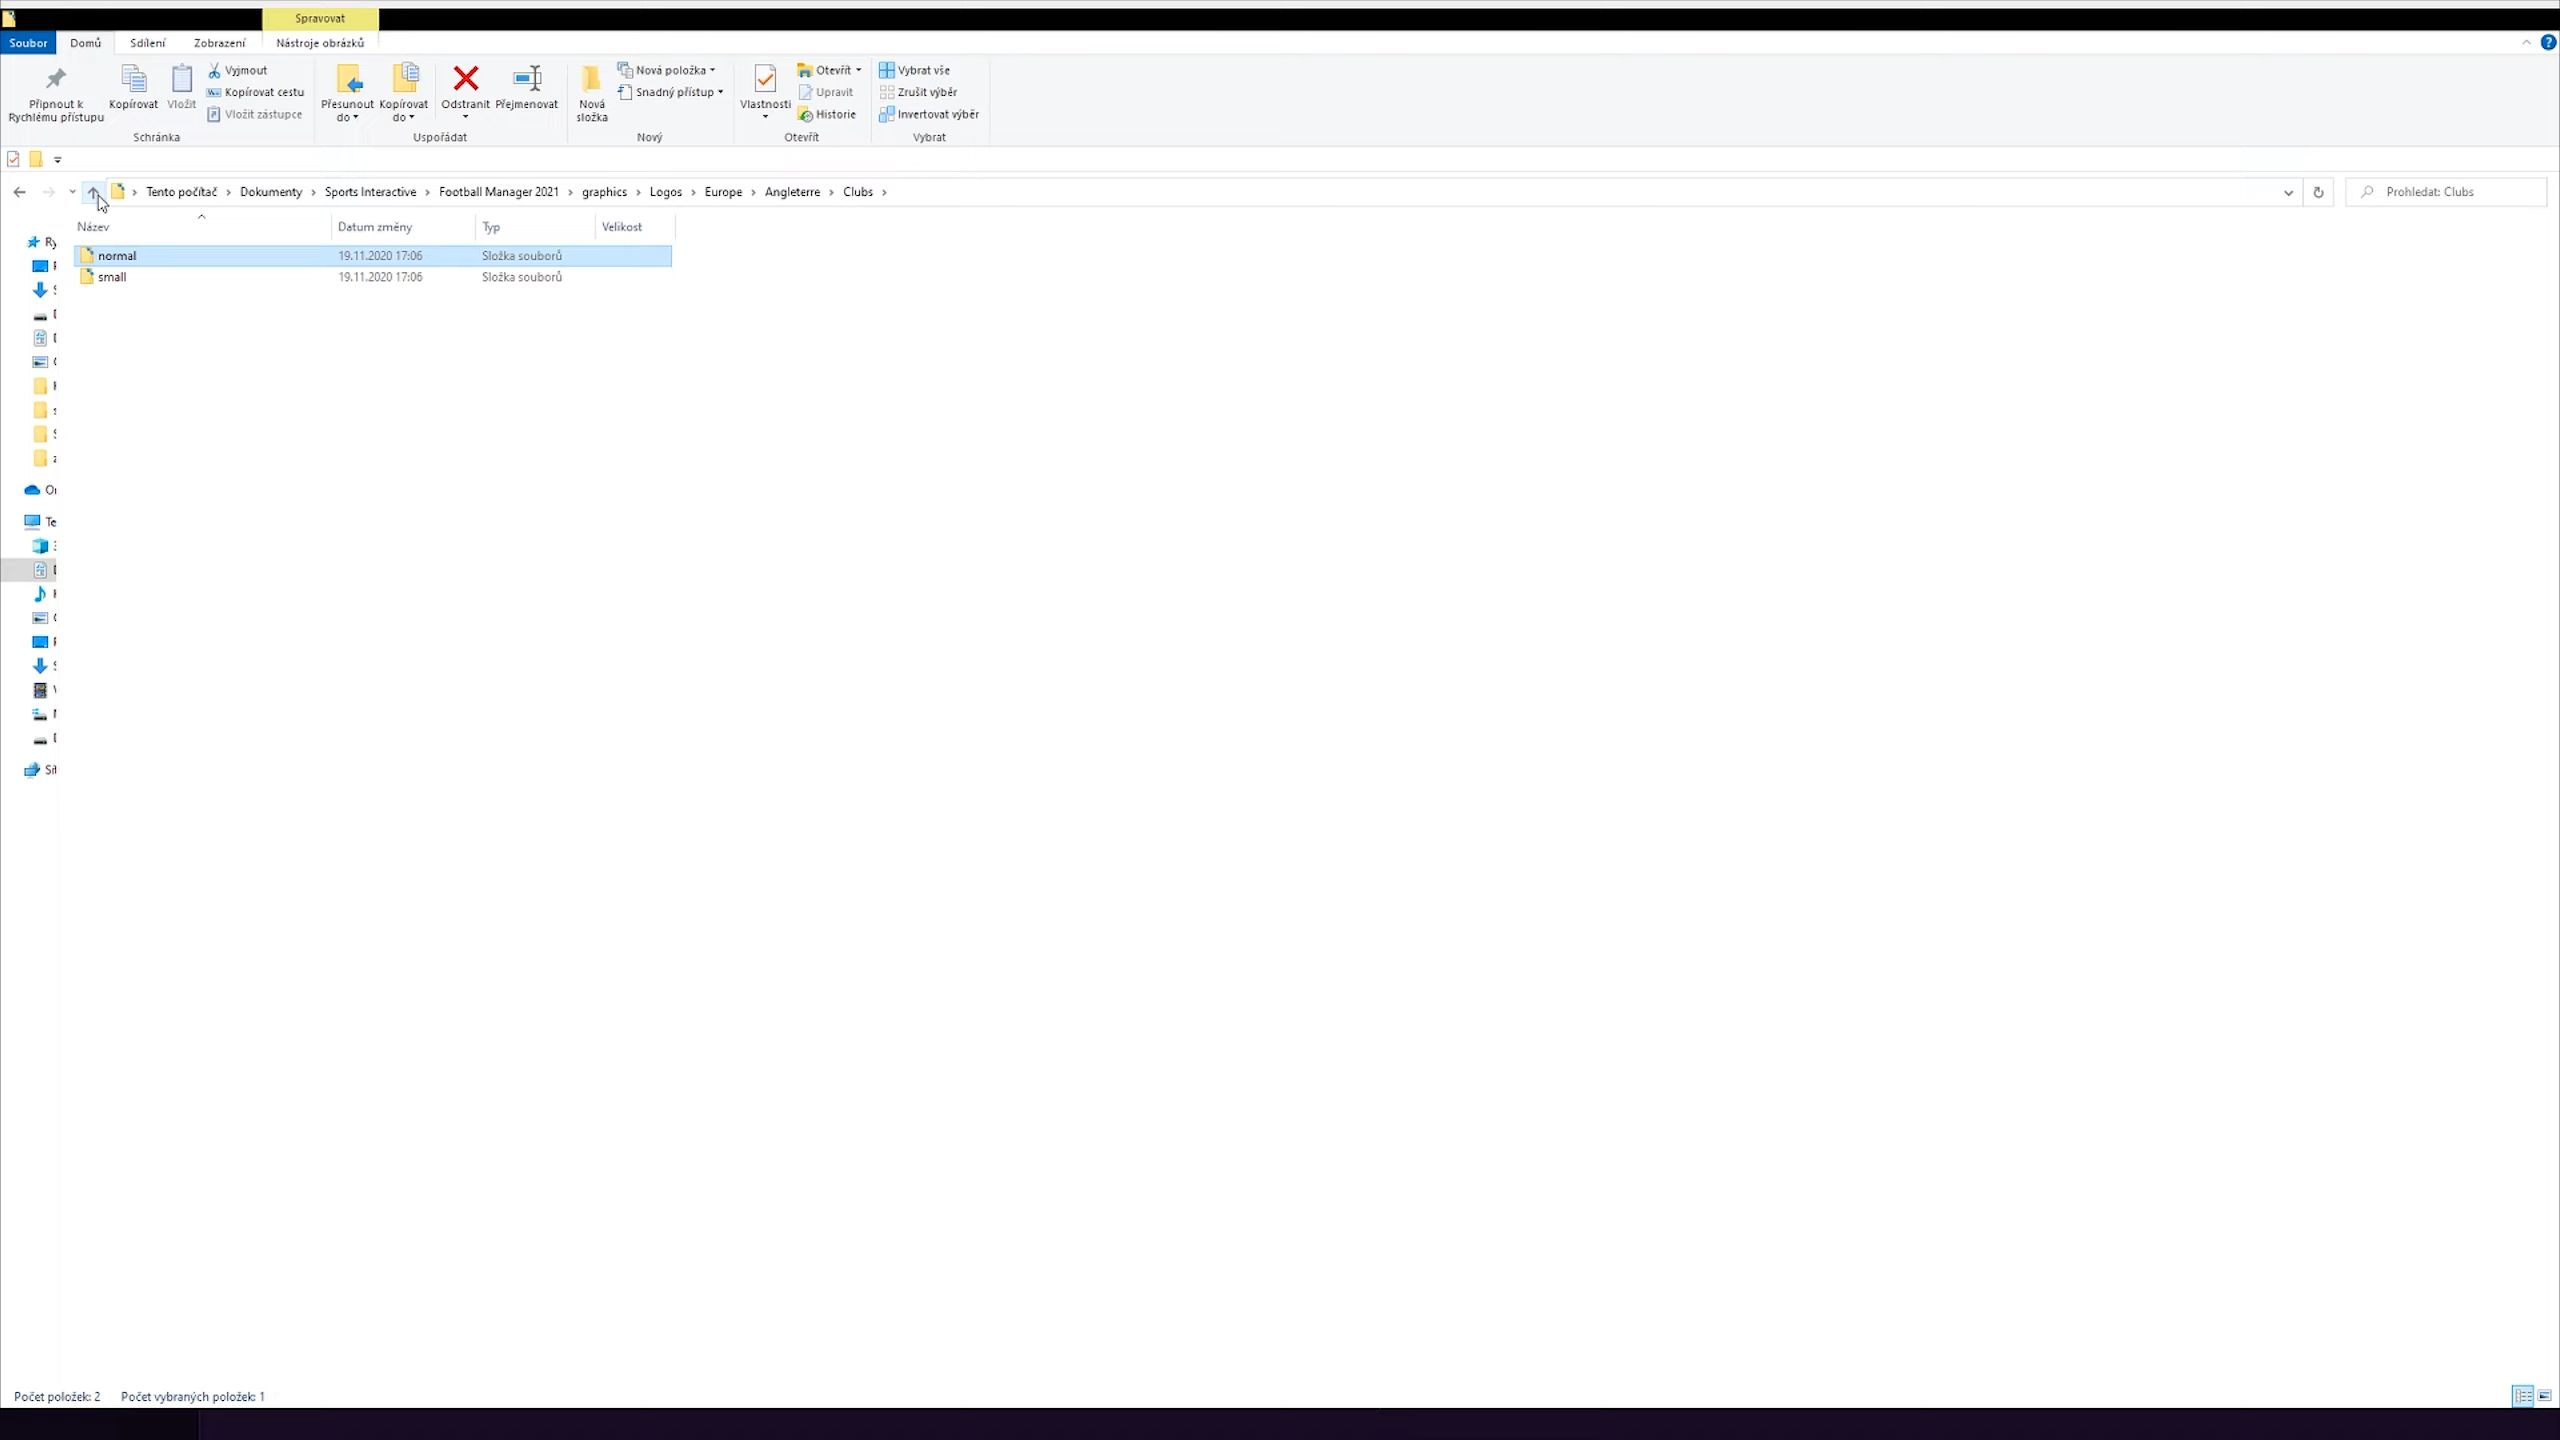 Spravovat
Soubor Domů Sdílení Zobrazení Nástroje obrázků
Připnout k
Rychlému přístupu
Kopírovat
Vložit
Vyjmout
Kopírovat cestu
Vložit zástupce
Schránka
Přesunout
do
Kopírovat
do
Odstranit
Přejmenovat
Uspořádat
Nová
složka
Nová položka
Snadný přístup
Nový
Vlastnosti
Otevřít
Upravit
Historie
Otevřít
Vybrat vše
Zrušit výběr
Invertovat výběr
Vybrat
Tento počítač › Dokumenty › Sports Interactive › Football Manager 2021 › graphics › Logos › Europe › Angleterre › Clubs ›
Prohledat: Clubs
Název Datum změny Typ Velikost
normal 19.11.2020 17:06 Složka souborů
small 19.11.2020 17:06 Složka souborů
Počet položek: 2 Počet vybraných položek: 1